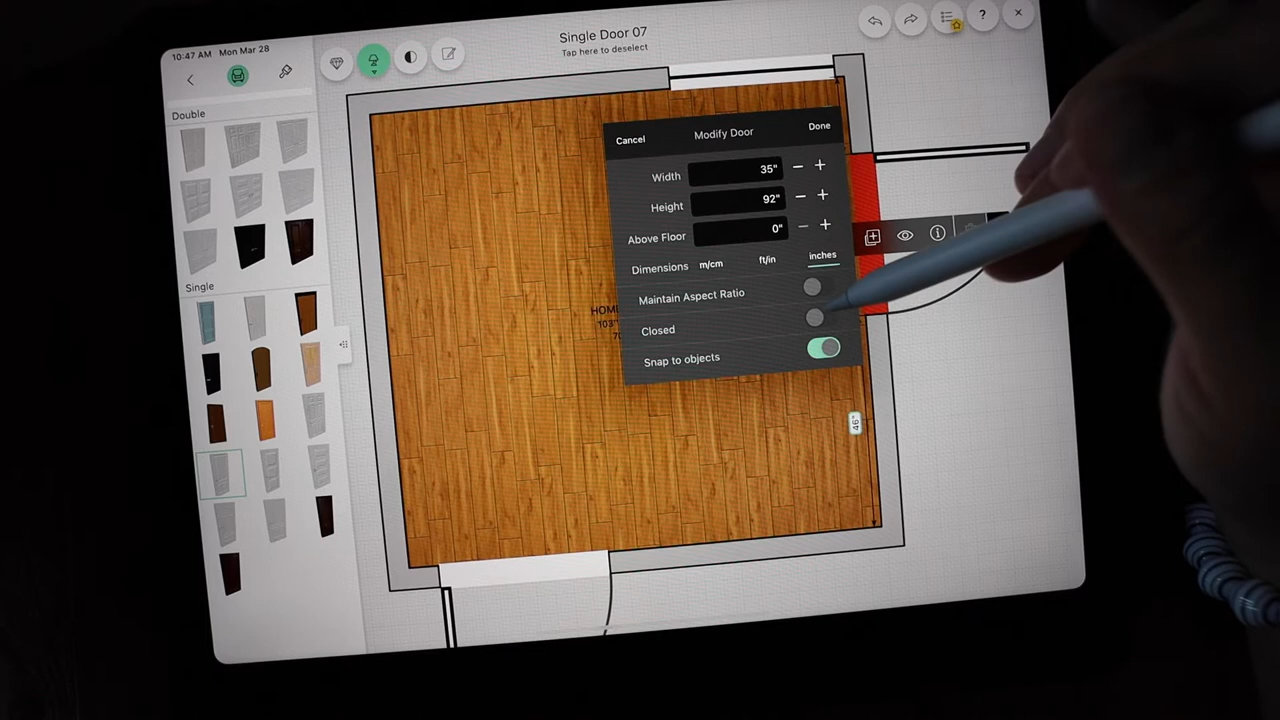 10:47 AM Mon Mar 28
Single Door 07
Tap here to deselect
?
Double
Single
Cancel
Modify Door
Done
Width
35"
Height
92"
Above Floor
0"
Dimensions
m/cm
ft/in
inches
Maintain Aspect Ratio
Closed
Snap to objects
46"